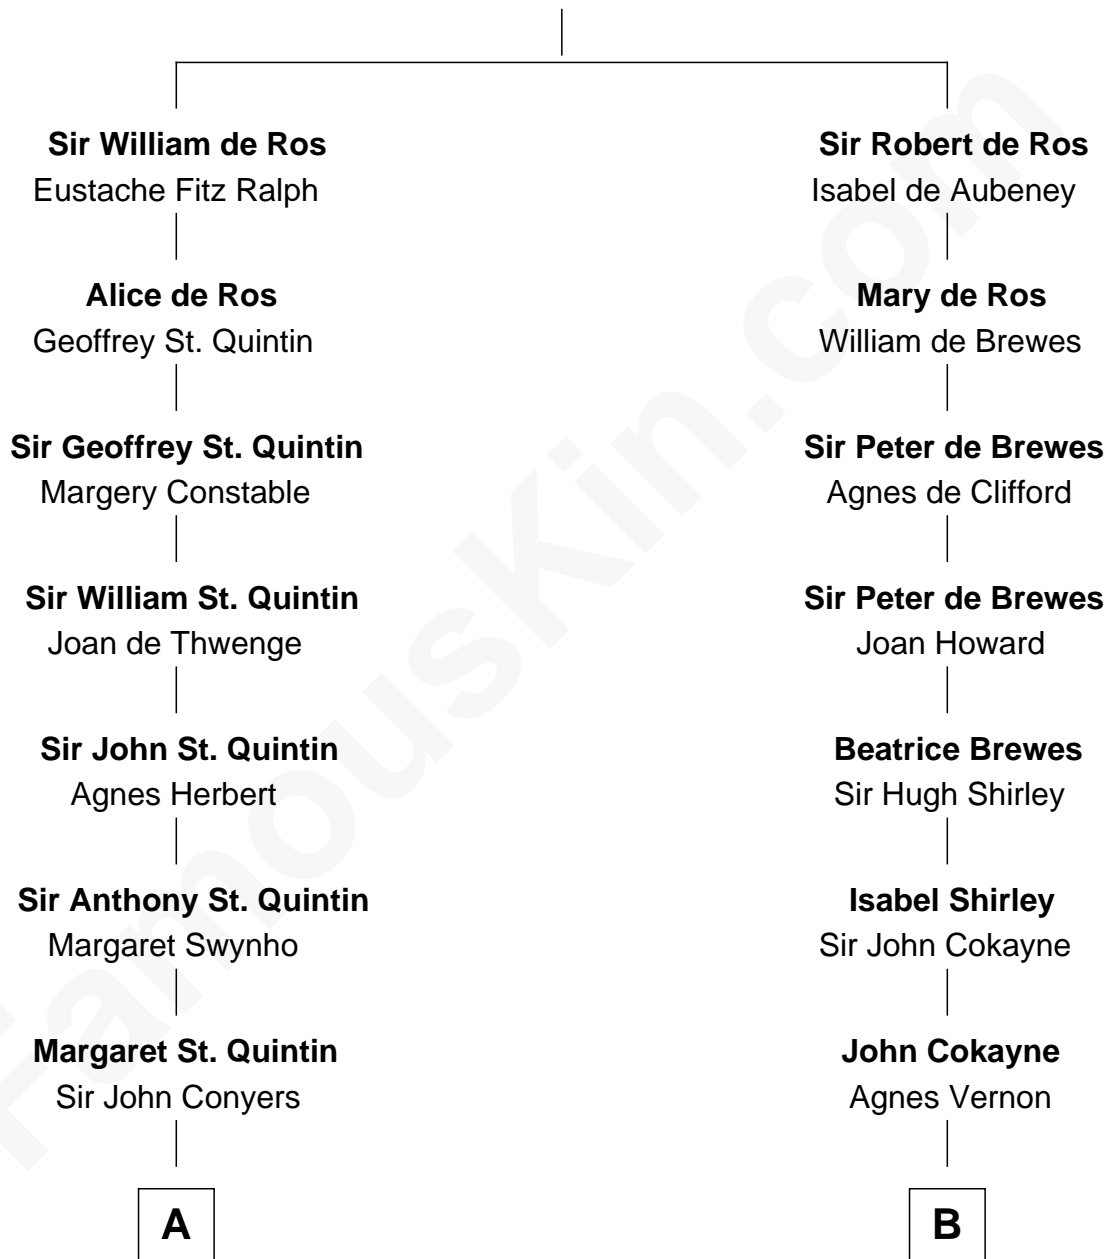 Sir William de Ros
Eustache Fitz Ralph
Alice de Ros
Geoffrey St. Quintin
Sir Geoffrey St. Quintin
Margery Constable
Sir William St. Quintin
Joan de Thwenge
Sir John St. Quintin
Agnes Herbert
Sir Anthony St. Quintin
Margaret Swynho
Margaret St. Quintin
Sir John Conyers
A
Sir Robert de Ros
Isabel de Aubeney
Mary de Ros
William de Brewes
Sir Peter de Brewes
Agnes de Clifford
Sir Peter de Brewes
Joan Howard
Beatrice Brewes
Sir Hugh Shirley
Isabel Shirley
Sir John Cokayne
John Cokayne
Agnes Vernon
B
FamousKin.com